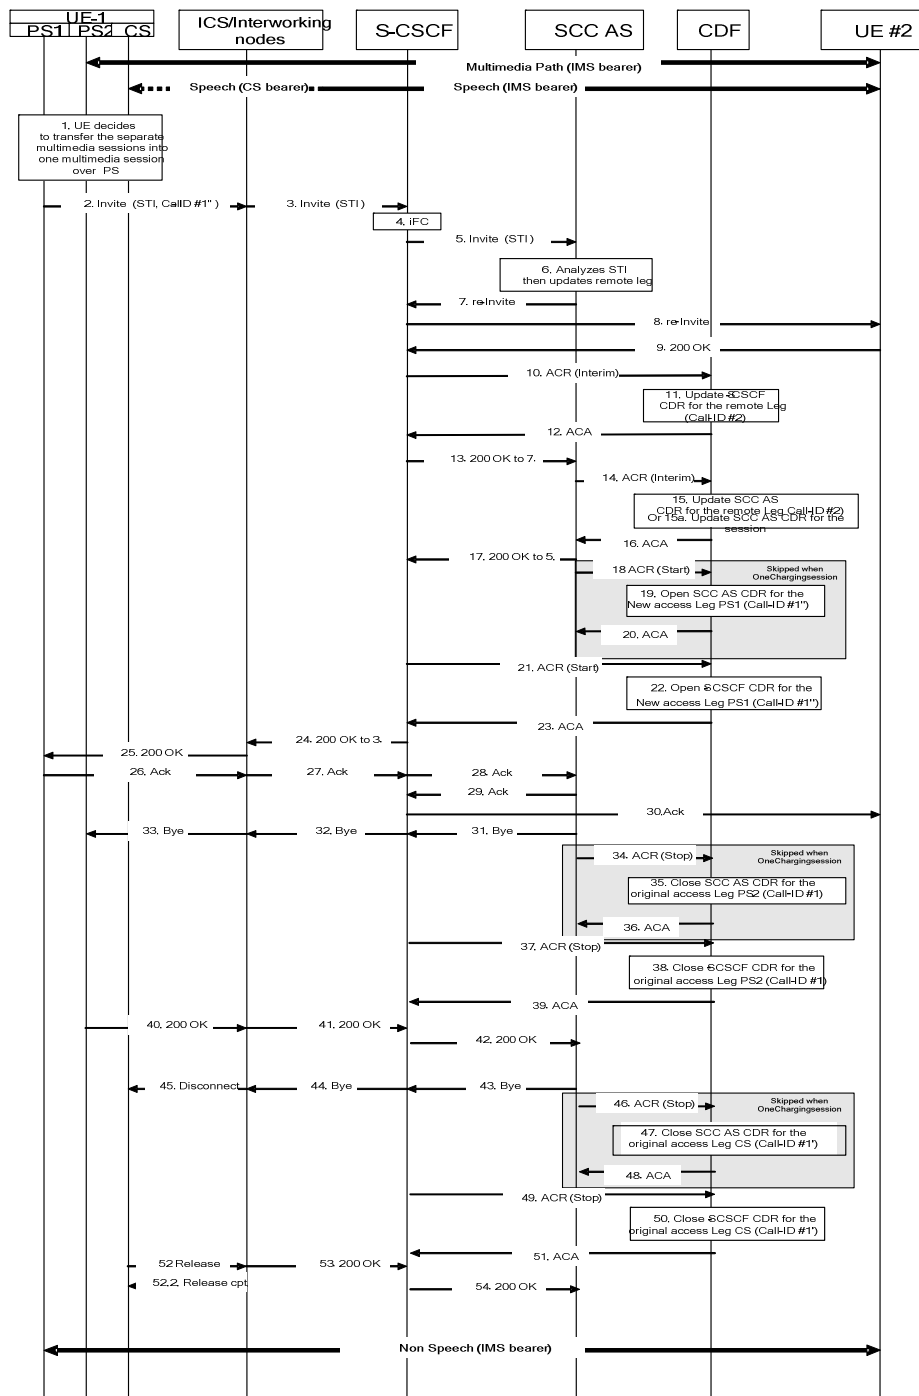 UE-1
PS1 PS2 CS
ICS/Interworking
nodes
S-CSCF
SCC AS
CDF
UE #2
Multimedia Path (IMS bearer)
Speech (CS bearer)
Speech (IMS bearer)
1. UE decides
to transfer the separate
multimedia sessions into
one multimedia session
over PS
2. Invite (STI, CallD #1'')
3. Invite (STI)
4. iFC
5. Invite (STI)
6. Analyzes STI
then updates remote leg
7. re-Invite
8. re-Invite
9. 200 OK
10. ACR (Interim)
11. Update S-CSCF
CDR for the remote Leg
(Call-ID #2)
12. ACA
13. 200 OK to 7.
14. ACR (Interim)
15. Update SCC AS
CDR for the remote Leg Call-ID #2)
Or 15a. Update SCC AS CDR for the
session
16. ACA
17. 200 OK to 5.
18 ACR (Start)
Skipped when
OneChargingsession
19. Open SCC AS CDR for the
New access Leg PS1 (Call-ID #1'')
20. ACA
21. ACR (Start)
22. Open S-CSCF CDR for the
New access Leg PS1 (Call-ID #1'')
23. ACA
24. 200 OK to 3.
25. 200 OK
26. Ack
27. Ack
28. Ack
29. Ack
30.Ack
33. Bye
32. Bye
31. Bye
34. ACR (Stop)
Skipped when
OneChargingsession
35. Close SCC AS CDR for the
original access Leg PS2 (Call-ID #1)
36. ACA
37. ACR (Stop)
38. Close S-CSCF CDR for the
original access Leg PS2 (Call-ID #1)
39. ACA
40. 200 OK
41. 200 OK
42. 200 OK
45. Disconnect
44. Bye
43. Bye
46. ACR (Stop)
Skipped when
OneChargingsession
47. Close SCC AS CDR for the
original access Leg CS (Call-ID #1')
48. ACA
49. ACR (Stop)
50. Close S-CSCF CDR for the
original access Leg CS (Call-ID #1')
51. ACA
52 Release
53. 200 OK
52.2. Release cpt
54. 200 OK
Non Speech (IMS bearer)